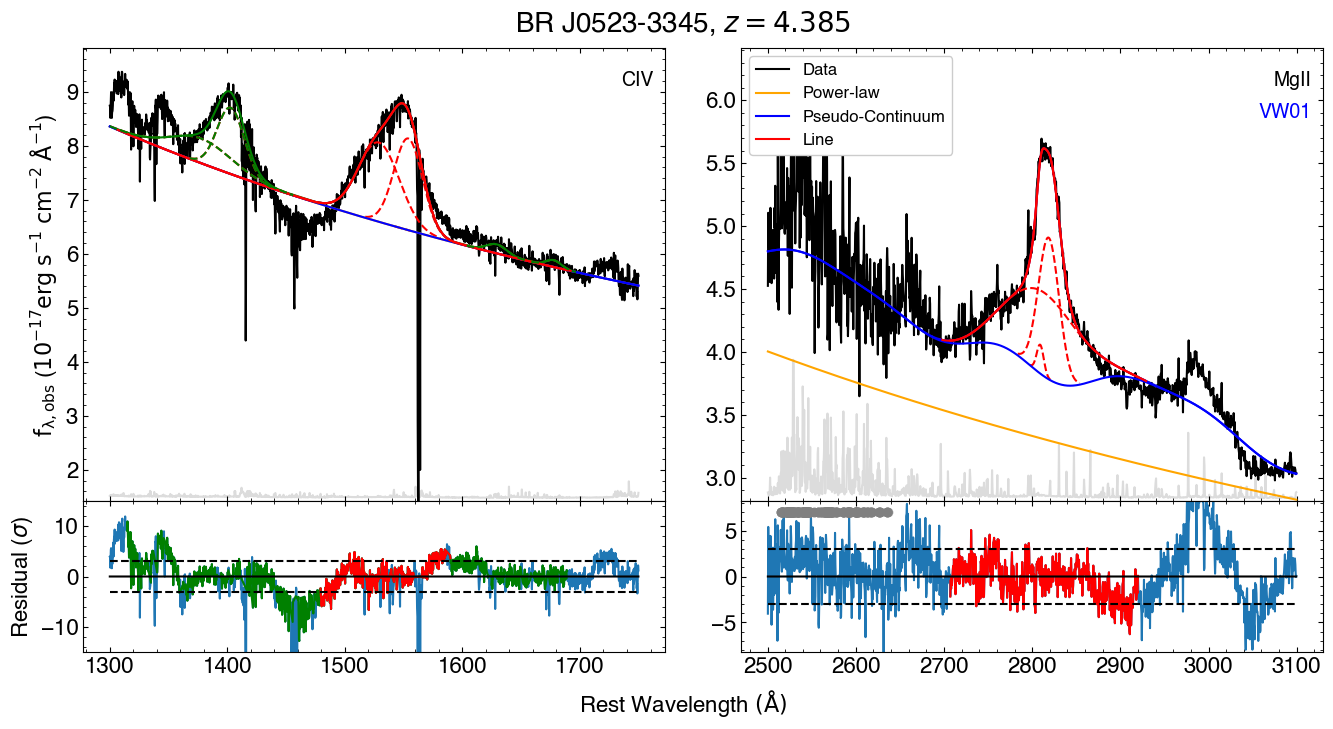 BR J0523-3345, z = 4.385
CIV
9
8
7
6
5
4
3
2
f_λ,obs (10^−17 erg s^−1 cm^−2 Å^−1)
Data
Power-law
Pseudo-Continuum
Line
MgII
VW01
6.0
5.5
5.0
4.5
4.0
3.5
3.0
10
0
−10
Residual (σ)
1300 1400 1500 1600 1700
5
0
−5
2500 2600 2700 2800 2900 3000 3100
Rest Wavelength (Å)